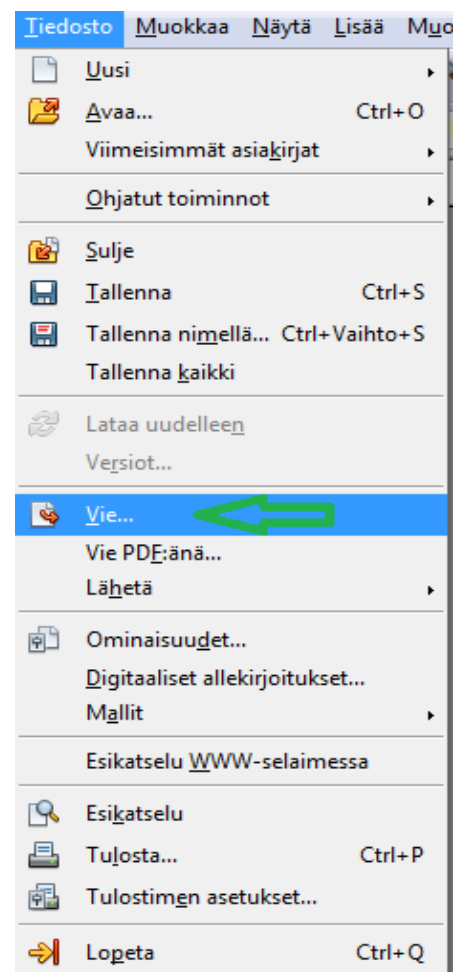 Tiedosto Muokkaa Näytä Lisää Muo
Uusi
Avaa... Ctrl+O
Viimeisimmät asiakirjat
Ohjatut toiminnot
Sulje
Tallenna Ctrl+S
Tallenna nimellä... Ctrl+Vaihto+S
Tallenna kaikki
Lataa uudelleen
Versiot...
Vie...
Vie PDF:änä...
Lähetä
Ominaisuudet...
Digitaaliset allekirjoitukset...
Mallit
Esikatselu WWW-selaimessa
Esikatselu
Tulosta... Ctrl+P
Tulostimen asetukset...
Lopeta Ctrl+Q